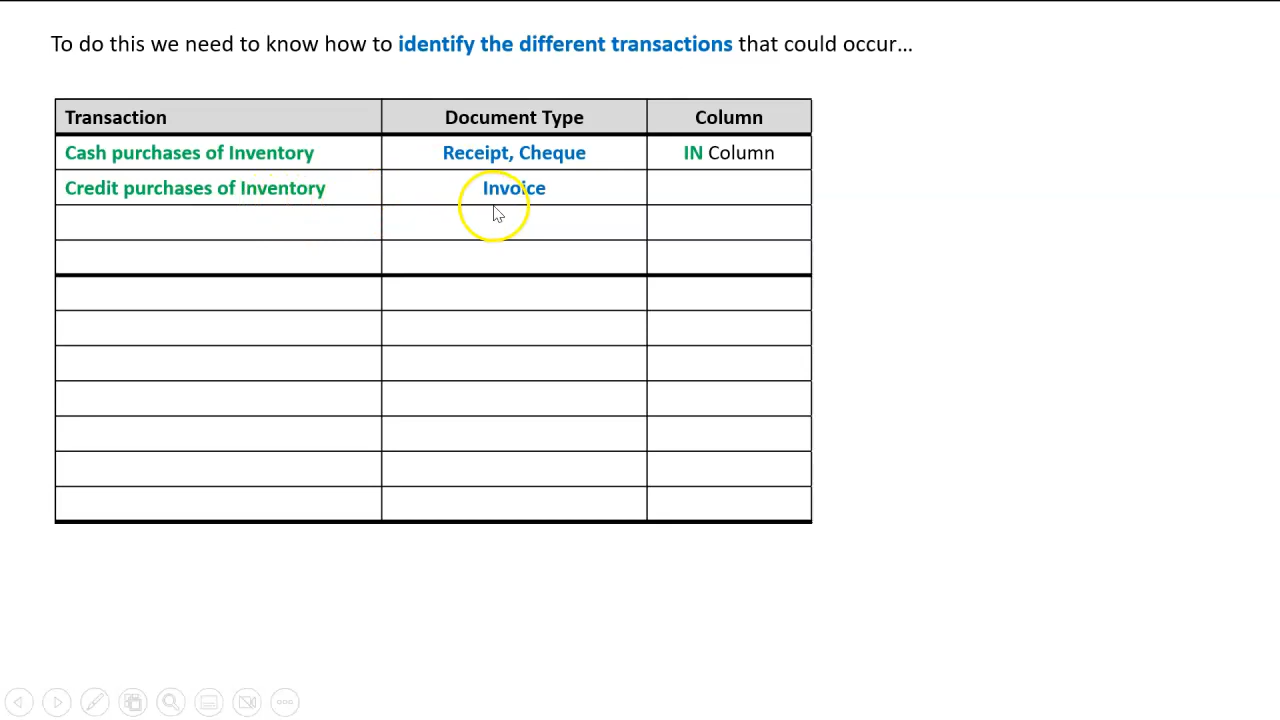 To do this we need to know how to identify the different transactions that could occur...
Transaction Document Type Column
Cash purchases of Inventory Receipt, Cheque IN Column
Credit purchases of Inventory Invoice